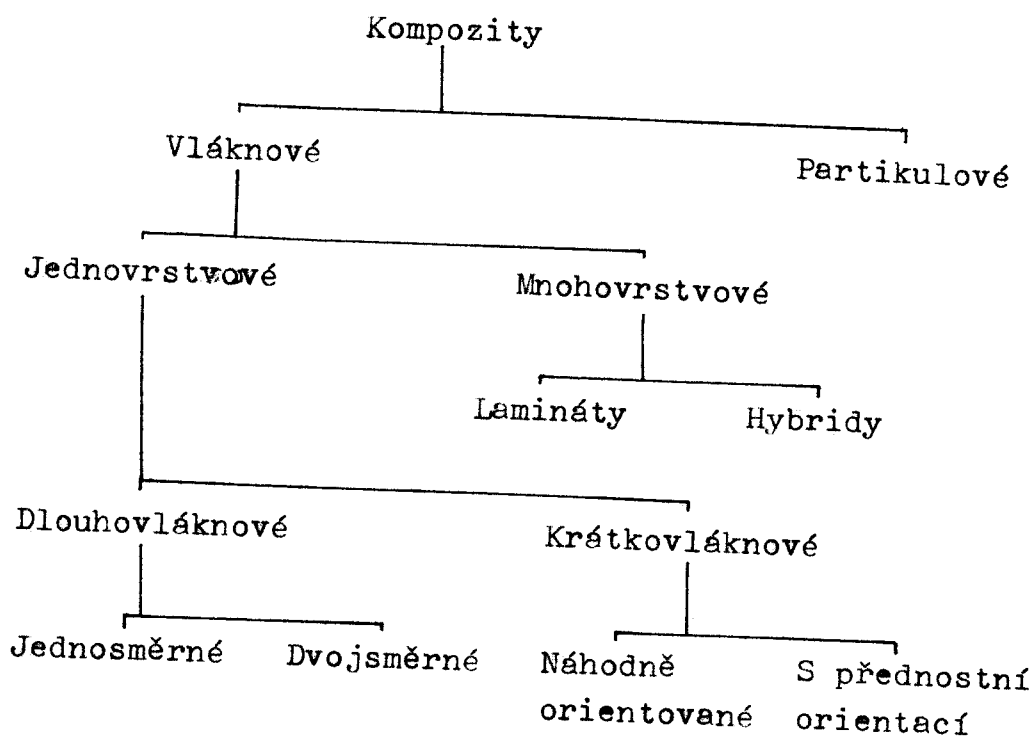 Kompozity
Vláknové
Partikulové
Jednovrstvové
Mnohovrstvové
Lamináty
Hybridy
Dlouhovláknové
Krátkovláknové
Jednosměrné
Dvojsměrné
Náhodně
orientované
S přednostní
orientací